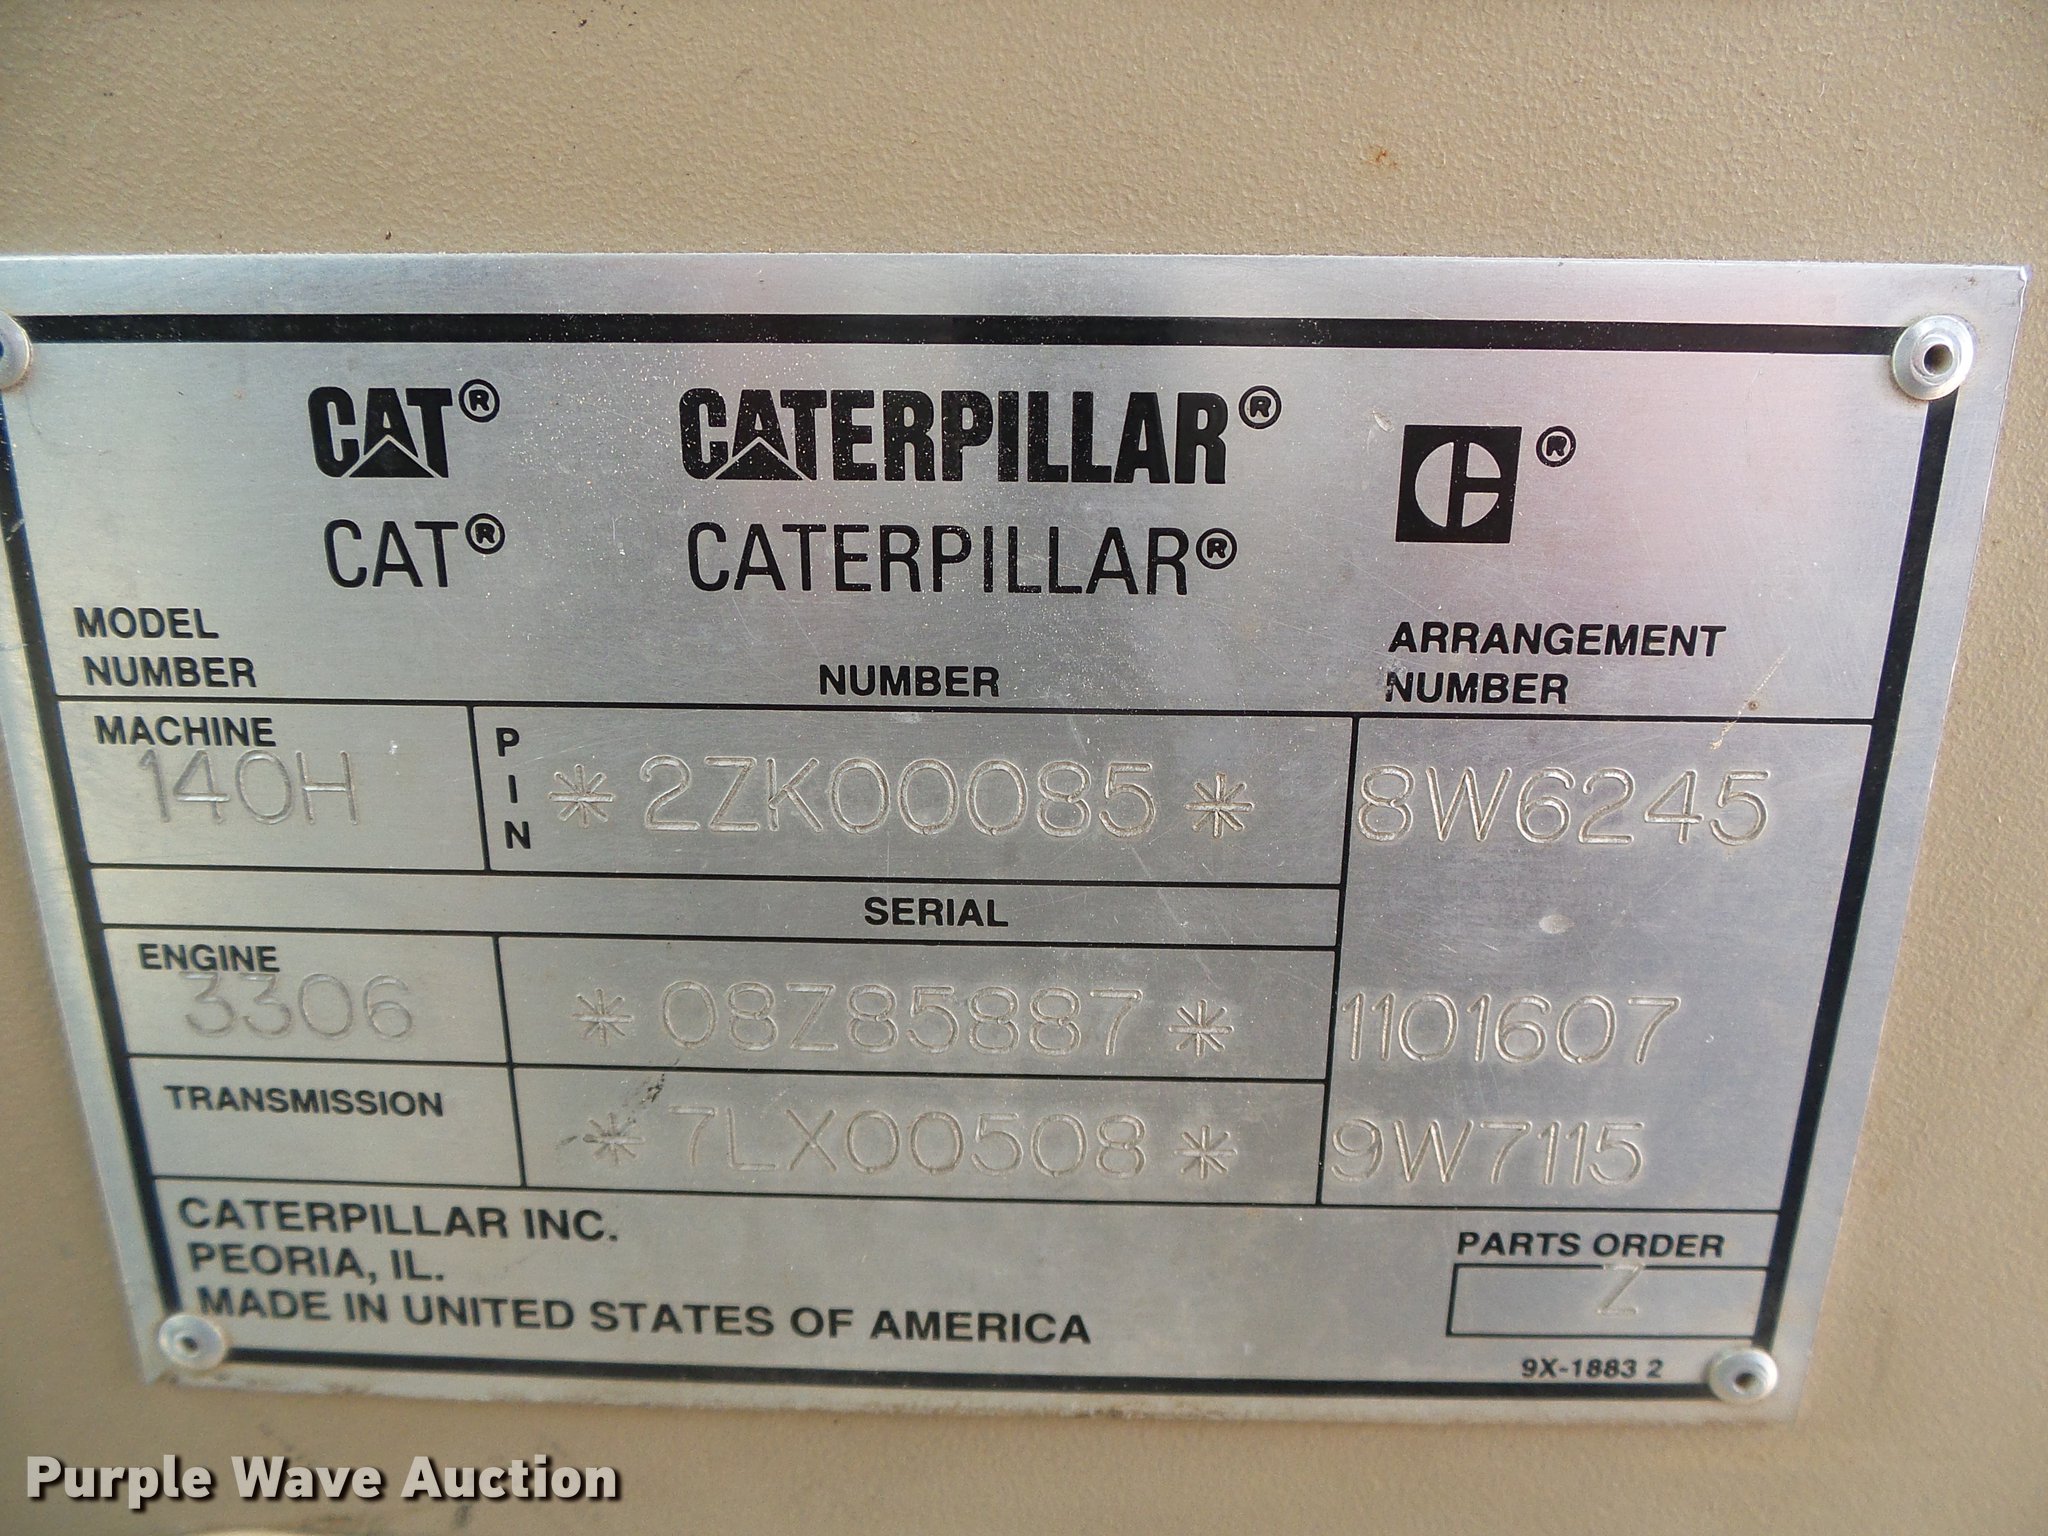 CAT® CATERPILLAR® ®
CAT® CATERPILLAR®
MODEL
NUMBER
NUMBER
ARRANGEMENT
NUMBER
MACHINE
140H
PIN
*2ZK00085*
8W6245
SERIAL
ENGINE
3306
*08Z85887*
1101607
TRANSMISSION
*7LX00508*
9W7115
CATERPILLAR INC.
PEORIA, IL.
MADE IN UNITED STATES OF AMERICA
PARTS ORDER
Z
9X-1883 2
Purple Wave Auction